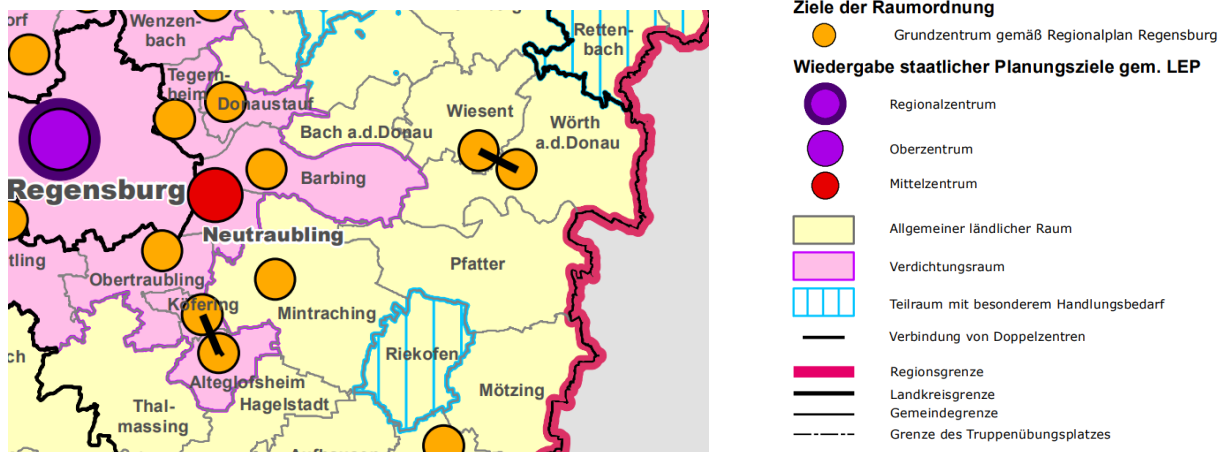 orf
Wenzen-
bach
Retten-
bach
Tegern-
heim
Donaustauf
Wiesent
Bach a.d.Donau
Wörth
a.d.Donau
Barbing
Regensburg
Neutraubling
tling
Obertraubling
Pfatter
Köfering
Mintraching
Riekofen
ch
Alteglofsheim
Hagelstadt
Mötzing
Thal-
massing
Ziele der Raumordnung
Grundzentrum gemäß Regionalplan Regensburg
Wiedergabe staatlicher Planungsziele gem. LEP
Regionalzentrum
Oberzentrum
Mittelzentrum
Allgemeiner ländlicher Raum
Verdichtungsraum
Teilraum mit besonderem Handlungsbedarf
Verbindung von Doppelzentren
Regionsgrenze
Landkreisgrenze
Gemeindegrenze
Grenze des Truppenübungsplatzes